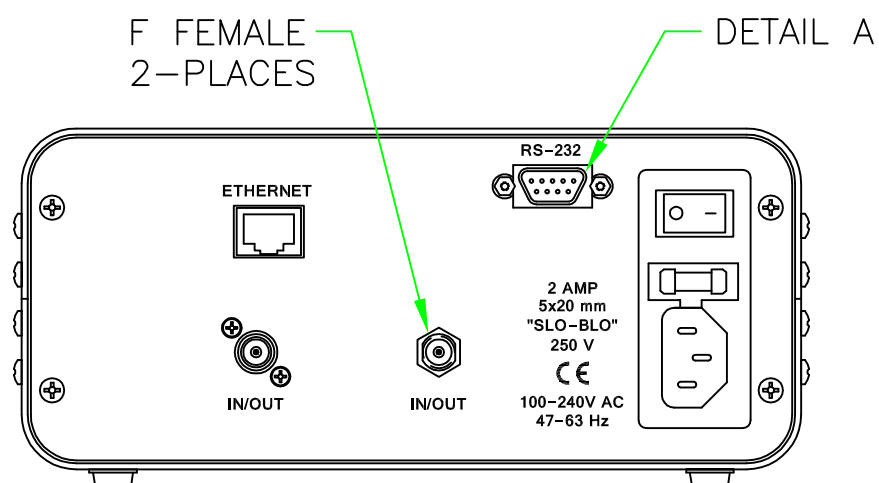 F FEMALE
2-PLACES
DETAIL A
RS-232
ETHERNET
2 AMP
5x20 mm
"SLO-BLO"
250 V
CE
100-240V AC
47-63 Hz
IN/OUT
IN/OUT